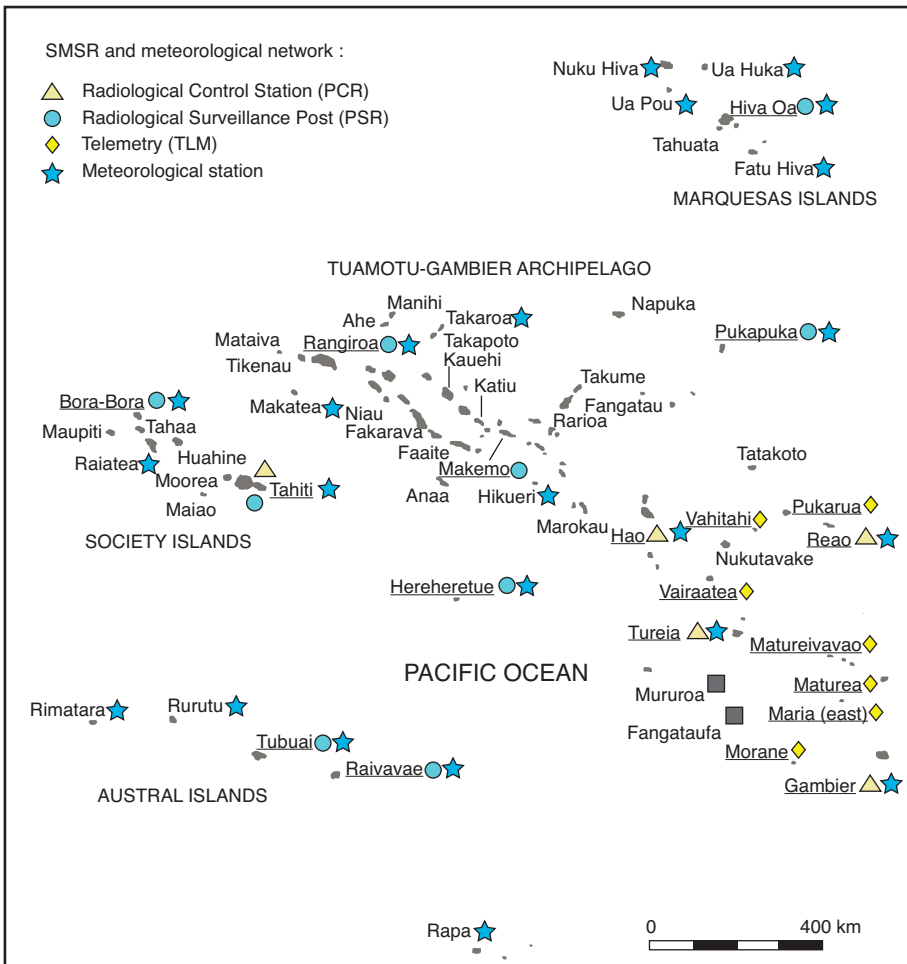 SMSR and meteorological network :
Radiological Control Station (PCR)
Radiological Surveillance Post (PSR)
Telemetry (TLM)
Meteorological station
Nuku Hiva
Ua Huka
Ua Pou
Hiva Oa
Tahuata
Fatu Hiva
MARQUESAS ISLANDS
TUAMOTU-GAMBIER ARCHIPELAGO
Manihi
Ahe
Takaroa
Napuka
Mataiva
Rangiroa
Takapoto
Pukapuka
Tikenau
Kauehi
Katiu
Takume
Bora-Bora
Makatea
Niau
Fangatau
Maupiti
Tahaa
Fakarava
Rarioa
Raiatea
Huahine
Faaite
Makemo
Tatakoto
Moorea
Tahiti
Anaa
Hikueri
Maiao
Marokau
Vahitahi
Pukarua
SOCIETY ISLANDS
Hao
Reao
Nukutavake
Hereheretue
Vairaatea
Tureia
Matureivavao
PACIFIC OCEAN
Mururoa
Maturea
Rimatara
Rurutu
Maria (east)
Fangataufa
Tubuai
Morane
Raivavae
Gambier
AUSTRAL ISLANDS
Rapa
0 400 km